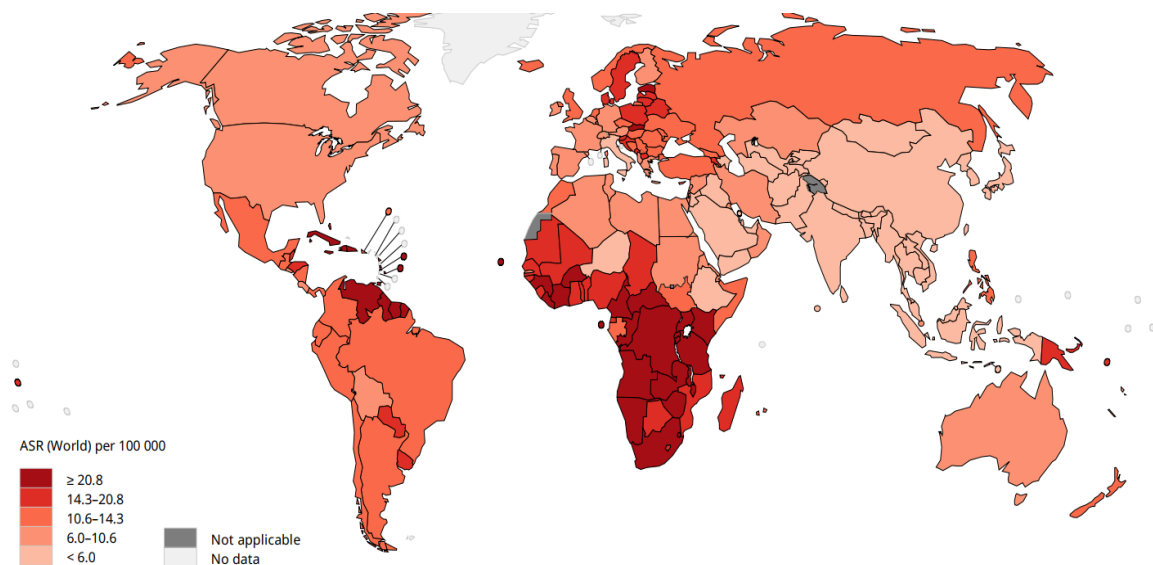 ASR (World) per 100 000
≥ 20.8
14.3–20.8
10.6–14.3
6.0–10.6
< 6.0
Not applicable
No data